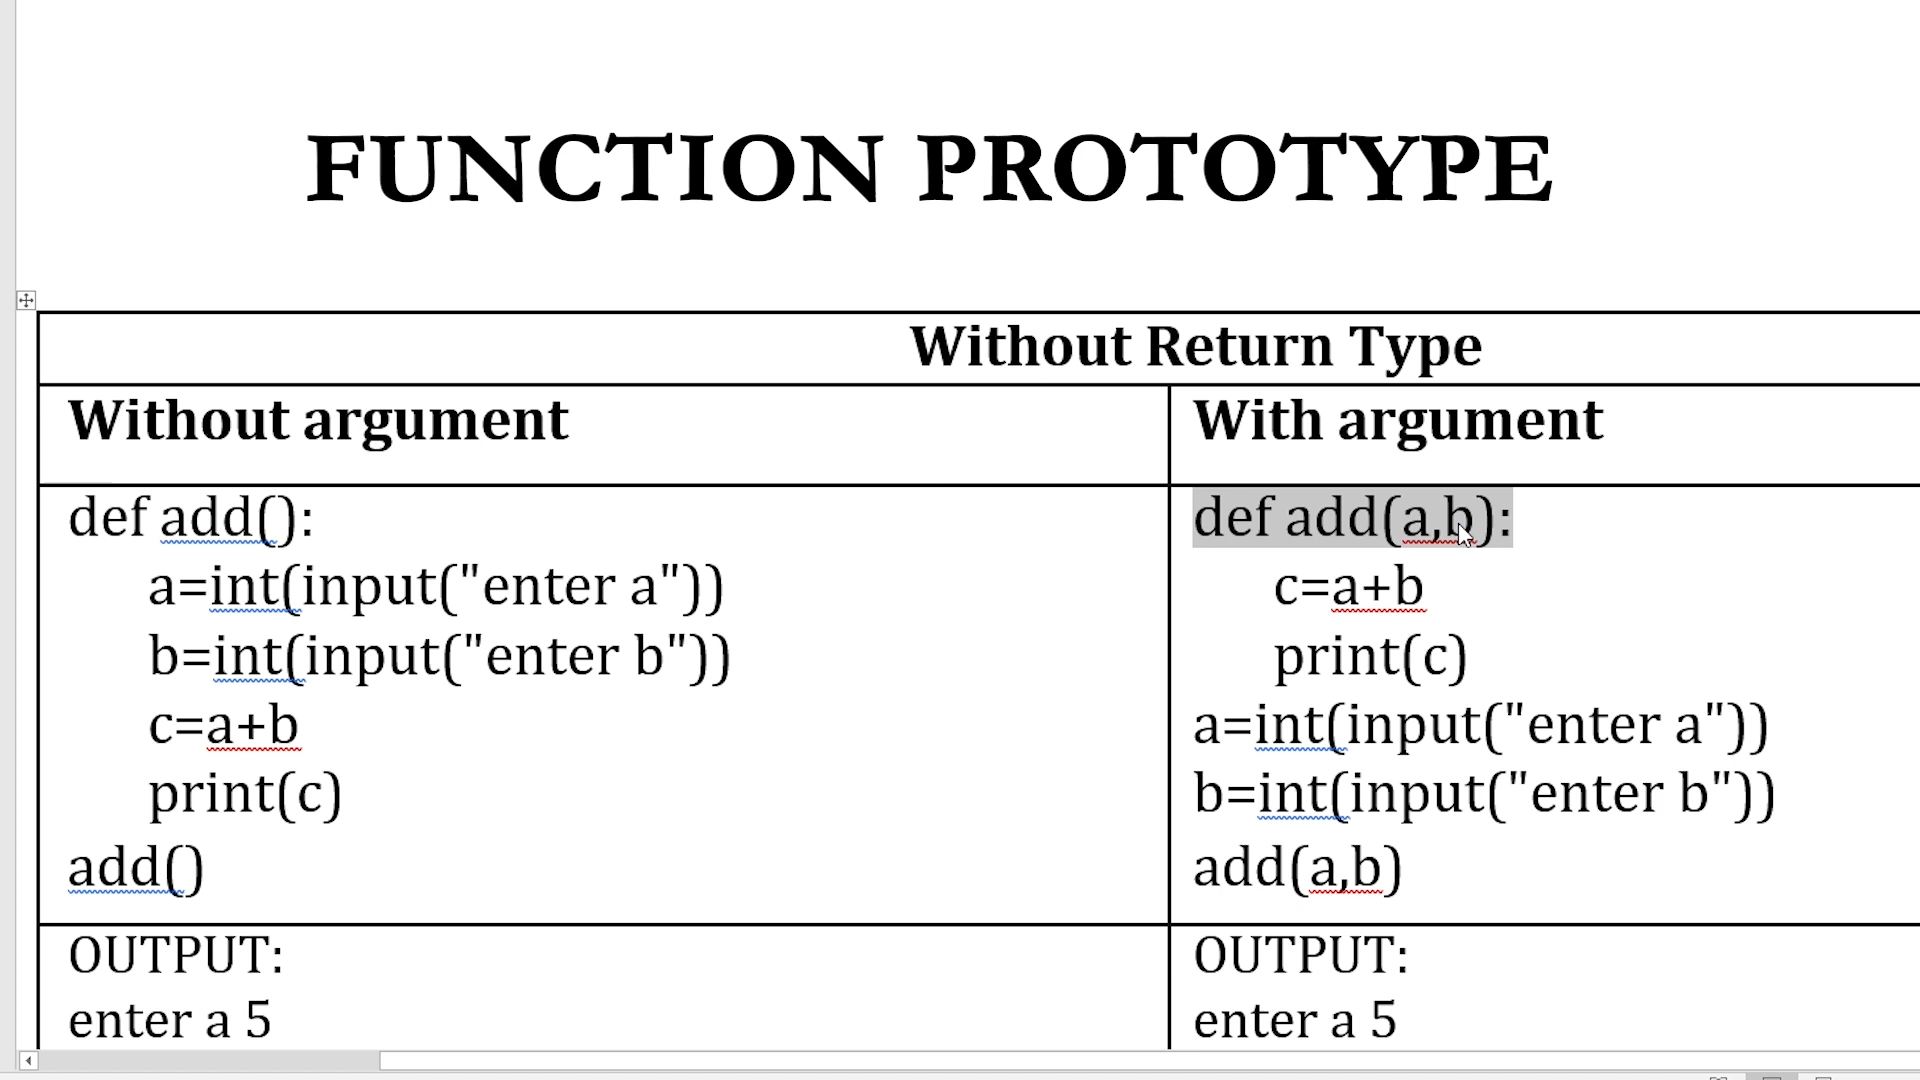 FUNCTION PROTOTYPE
Without Return Type
Without argument
With argument
def add():
a=int(input("enter a"))
b=int(input("enter b"))
c=a+b
print(c)
add()
def add(a,b):
c=a+b
print(c)
a=int(input("enter a"))
b=int(input("enter b"))
add(a,b)
OUTPUT:
enter a 5
OUTPUT:
enter a 5